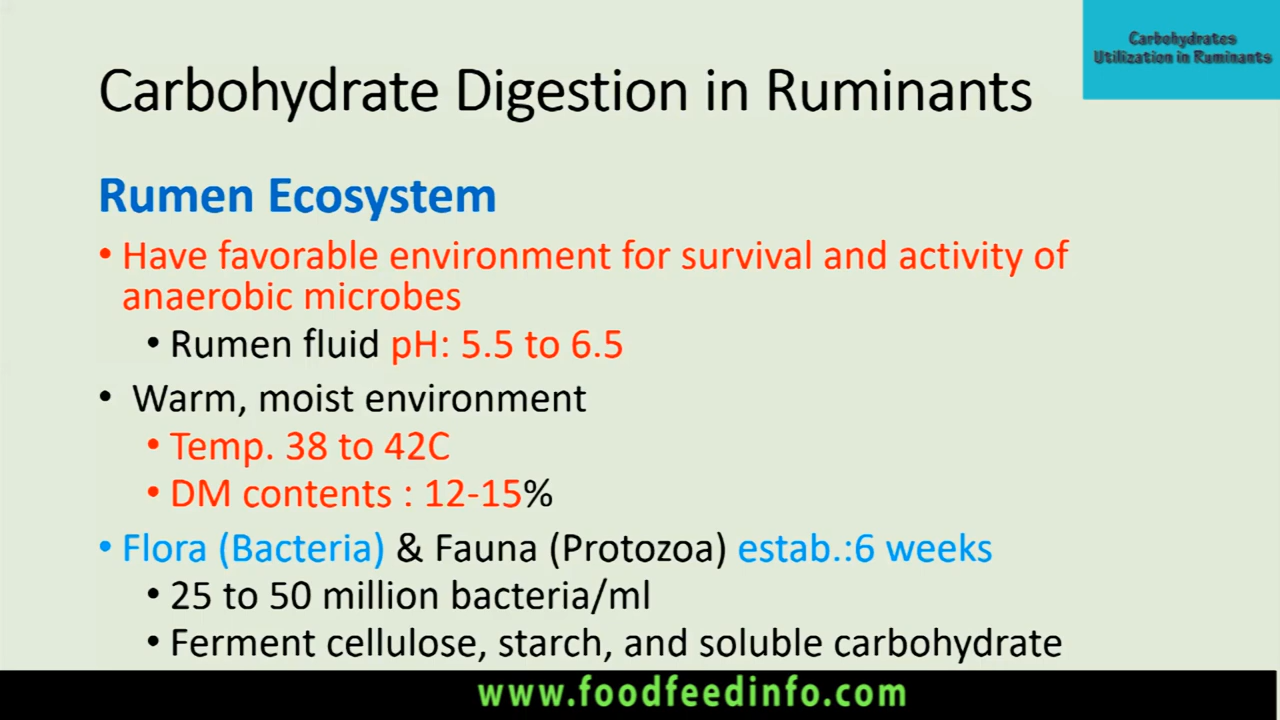 Carbohydrates
Utilization in Ruminants
Carbohydrate Digestion in Ruminants
Rumen Ecosystem
• Have favorable environment for survival and activity of
anaerobic microbes
• Rumen fluid pH: 5.5 to 6.5
• Warm, moist environment
• Temp. 38 to 42C
• DM contents : 12-15%
• Flora (Bacteria) & Fauna (Protozoa) estab.:6 weeks
• 25 to 50 million bacteria/ml
• Ferment cellulose, starch, and soluble carbohydrate
www.foodfeedinfo.com